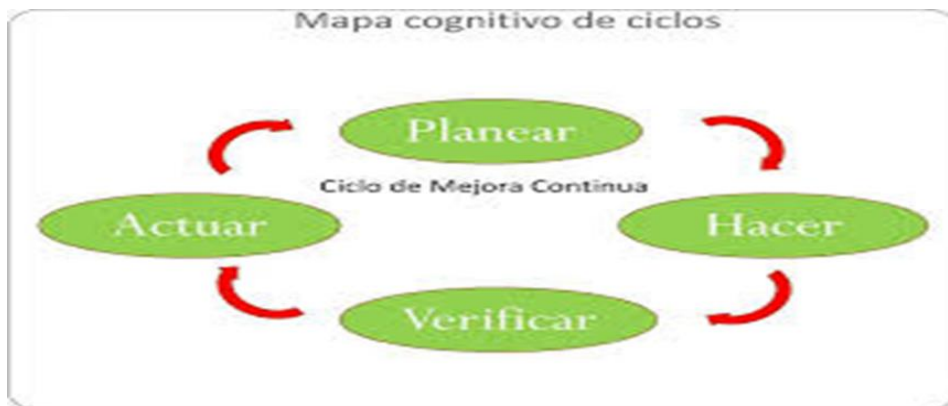 Mapa cognitivo de ciclos
Planear
Ciclo de Mejora Continua
Actuar
Hacer
Verificar